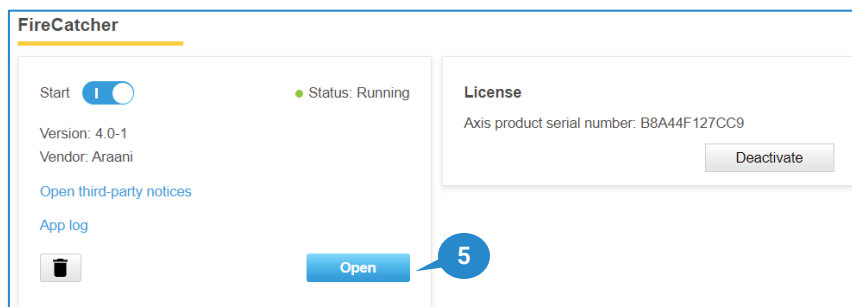 FireCatcher
Start
Status: Running
Version: 4.0-1
Vendor: Araani
Open third-party notices
App log
Open
5
License
Axis product serial number: B8A44F127CC9
Deactivate